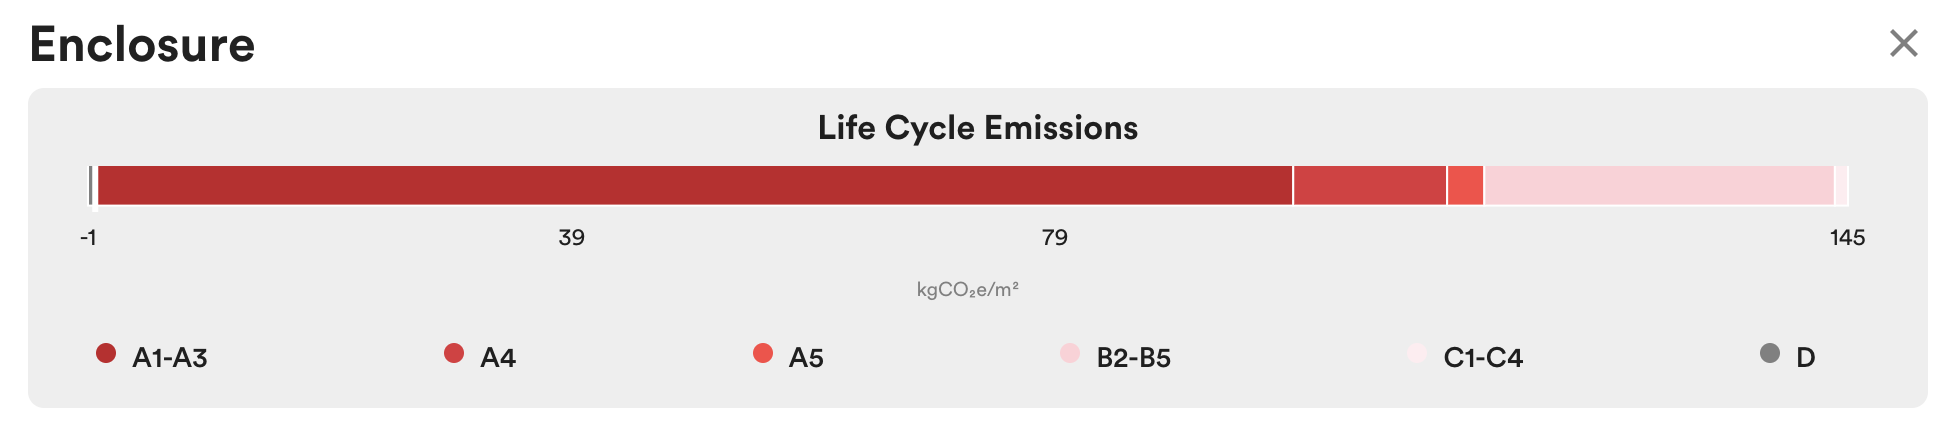 Enclosure
Life Cycle Emissions
-1 39 79 145
kgCO₂e/m²
A1-A3 A4 A5 B2-B5 C1-C4 D